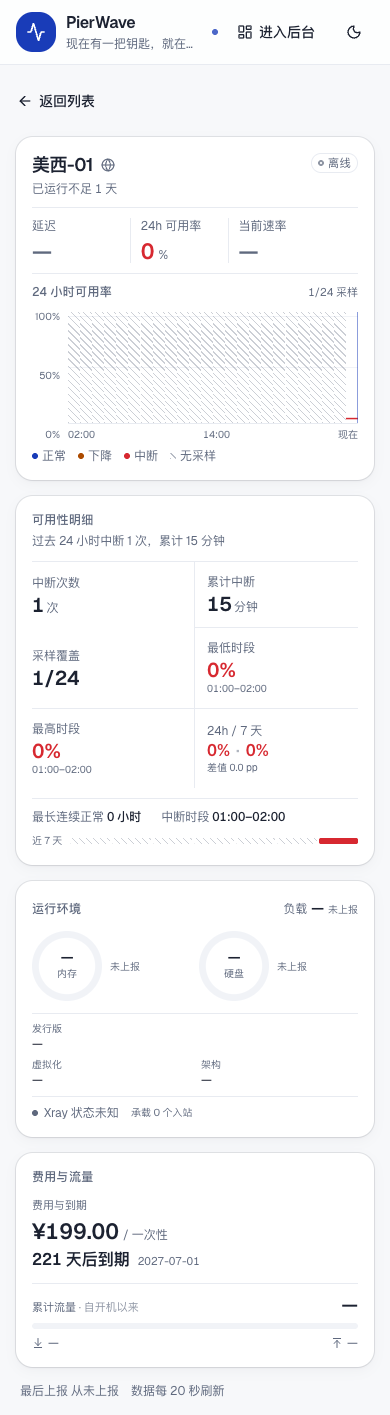 PierWave
现在有一把钥匙，就在...
进入后台
返回列表
美西-01
离线
已运行不足 1 天
延迟
24h 可用率
当前速率
—
0 %
—
24 小时可用率
1/24 采样
100%
50%
0%
02:00
14:00
现在
正常
下降
中断
无采样
可用性明细
过去 24 小时中断 1 次，累计 15 分钟
中断次数
1 次
累计中断
15 分钟
采样覆盖
1/24
最低时段
0%
01:00–02:00
最高时段
0%
01:00–02:00
24h / 7 天
0% · 0%
差值 0.0 pp
最长连续正常 0 小时 中断时段 01:00–02:00
近 7 天
运行环境
负载 — 未上报
—
内存
未上报
—
硬盘
未上报
发行版
—
虚拟化
—
架构
—
Xray 状态未知 承载 0 个入站
费用与流量
费用与到期
¥199.00 / 一次性
221 天后到期 2027-07-01
累计流量 · 自开机以来
—
—
—
最后上报 从未上报 数据每 20 秒刷新